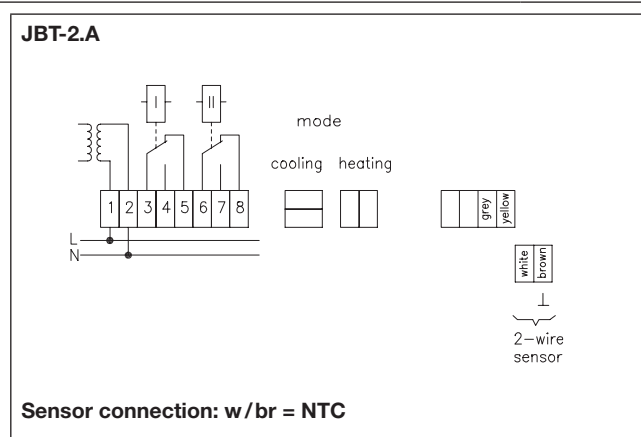 JBT-2.A
I II
mode
cooling heating
1 2 3 4 5 6 7 8
grey
yellow
L
N
white
brown
2-wire
sensor
Sensor connection: w/br = NTC